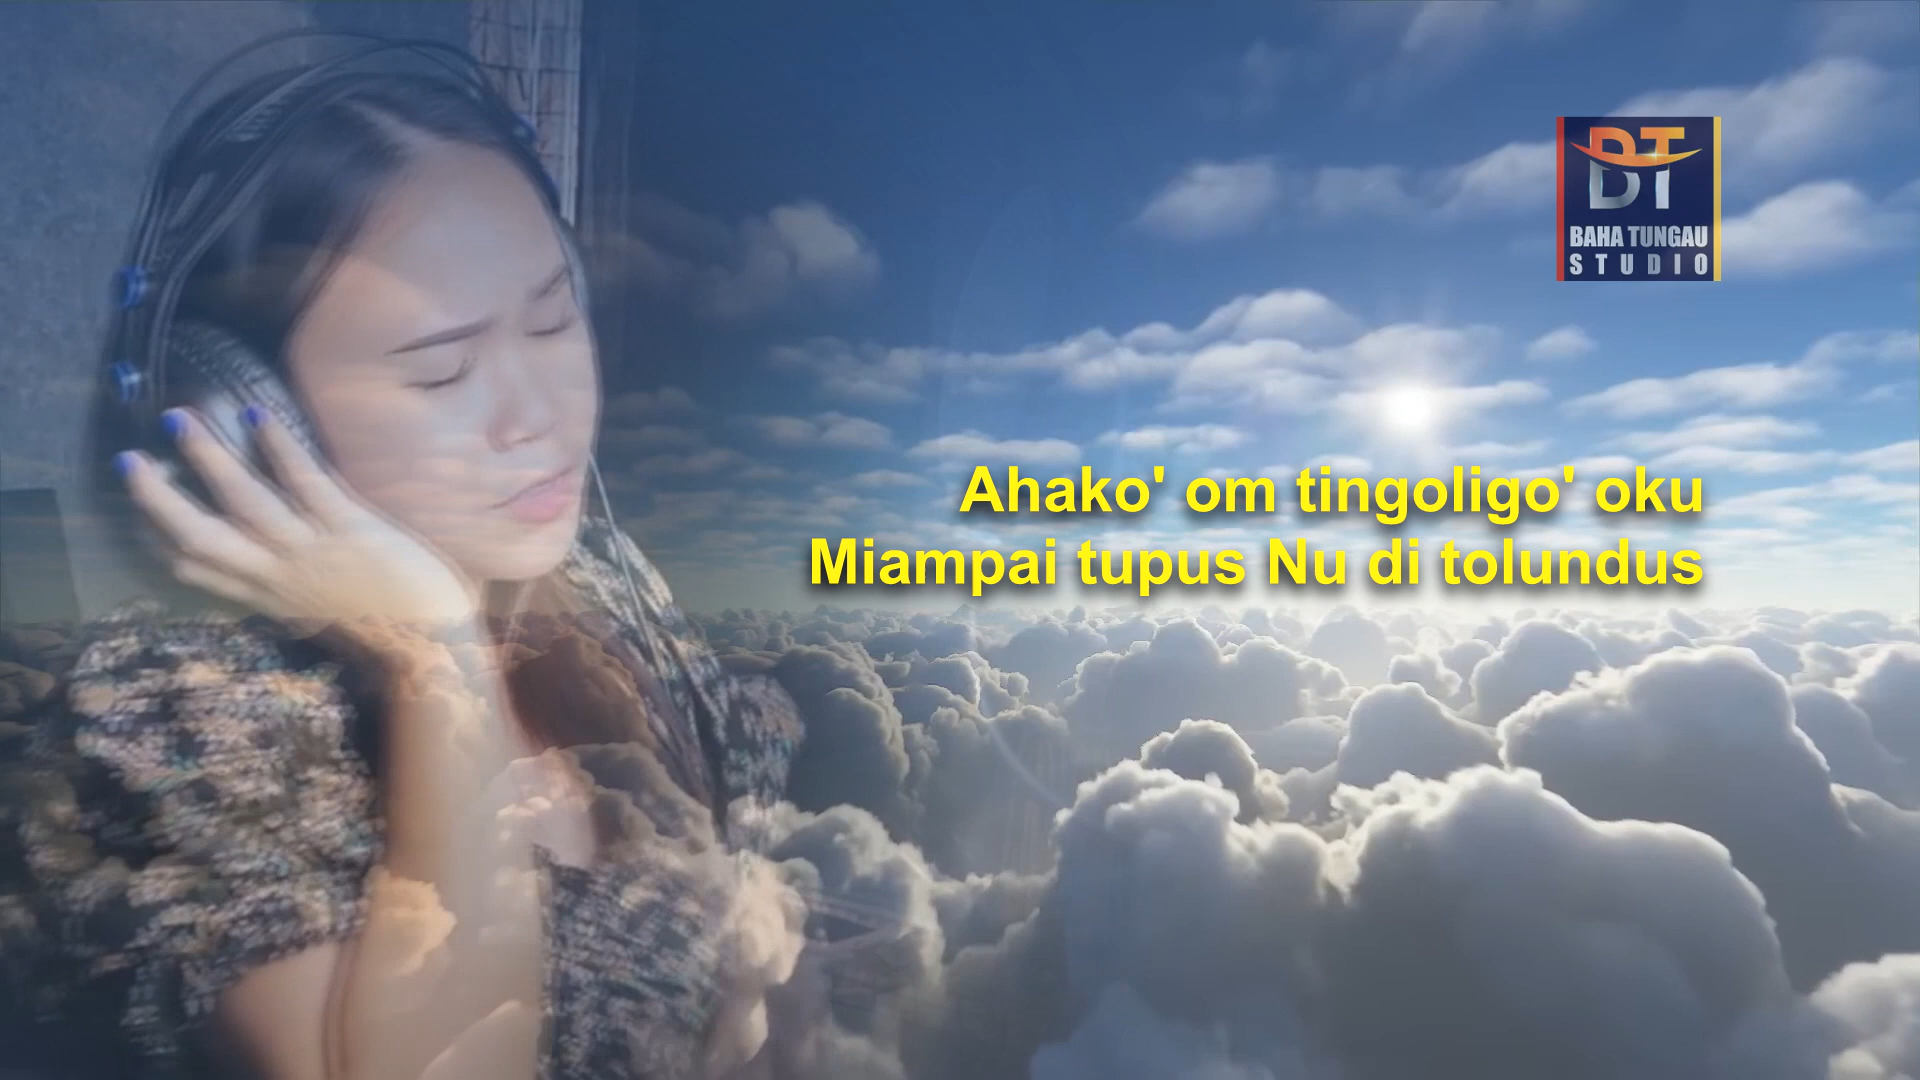 BT
BAHA TUNGAU
STUDIO
Ahako' om tingoligo' oku
Miampai tupus Nu di tolundus